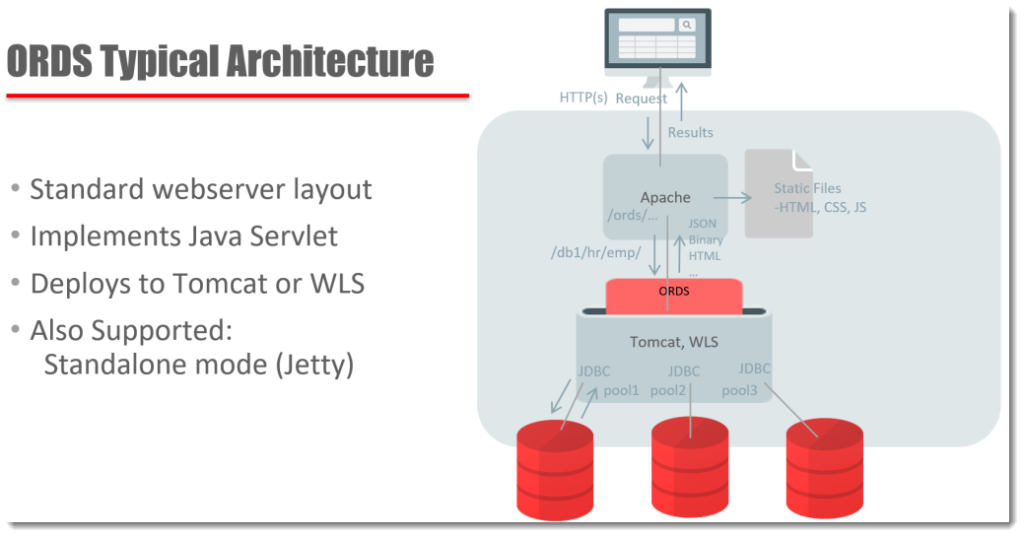 ORDS Typical Architecture
• Standard webserver layout
• Implements Java Servlet
• Deploys to Tomcat or WLS
• Also Supported:
Standalone mode (Jetty)
HTTP(s) Request
Results
Apache
/ords/...
Static Files
-HTML, CSS, JS
/db1/hr/emp/
JSON
Binary
HTML
...
ORDS
Tomcat, WLS
JDBC
pool1
JDBC
pool2
JDBC
pool3